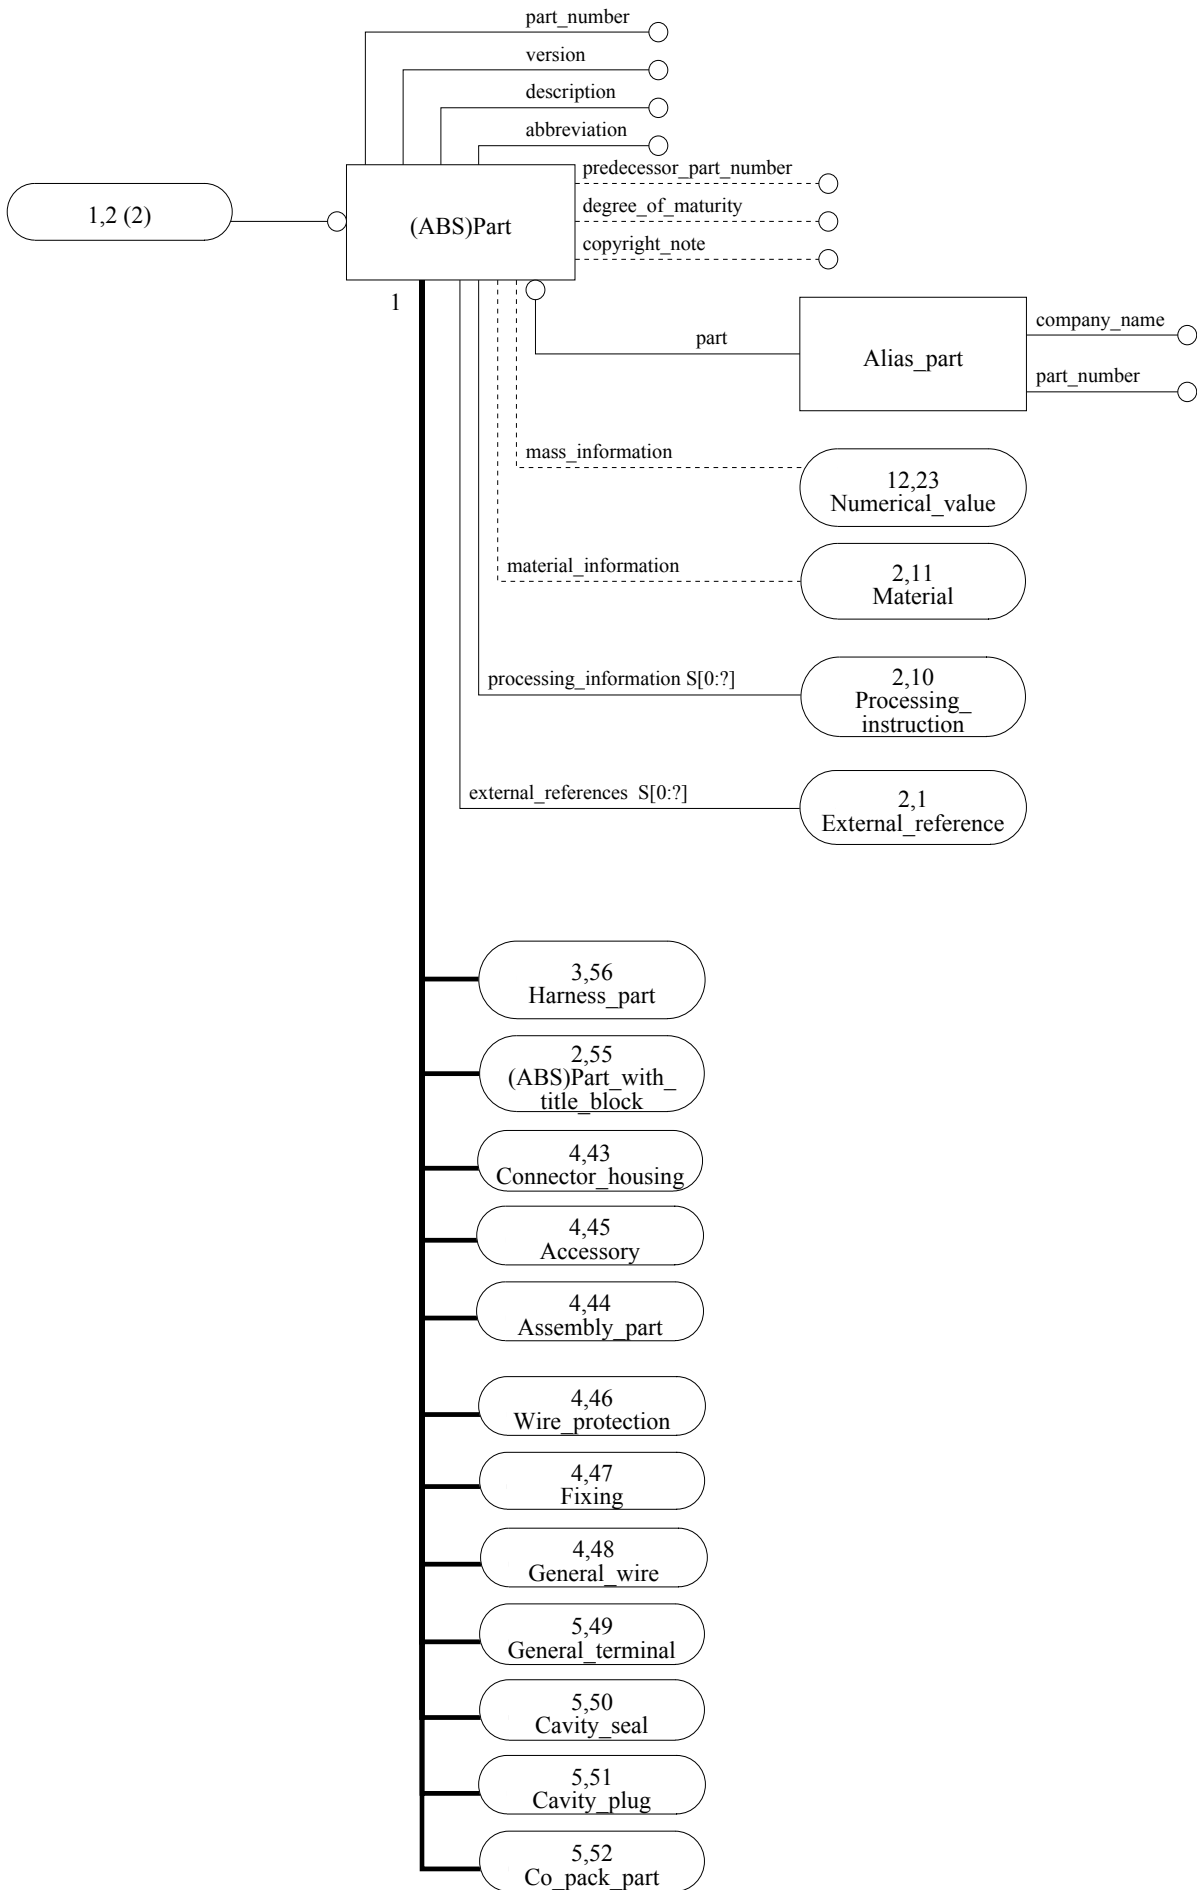 part_number
version
description
abbreviation
predecessor_part_number
degree_of_maturity
copyright_note
1,2 (2)
(ABS)Part
1
part
Alias_part
company_name
part_number
mass_information
12,23
Numerical_value
material_information
2,11
Material
processing_information S[0:?]
2,10
Processing_
instruction
external_references S[0:?]
2,1
External_reference
3,56
Harness_part
2,55
(ABS)Part_with_
title_block
4,43
Connector_housing
4,45
Accessory
4,44
Assembly_part
4,46
Wire_protection
4,47
Fixing
4,48
General_wire
5,49
General_terminal
5,50
Cavity_seal
5,51
Cavity_plug
5,52
Co_pack_part